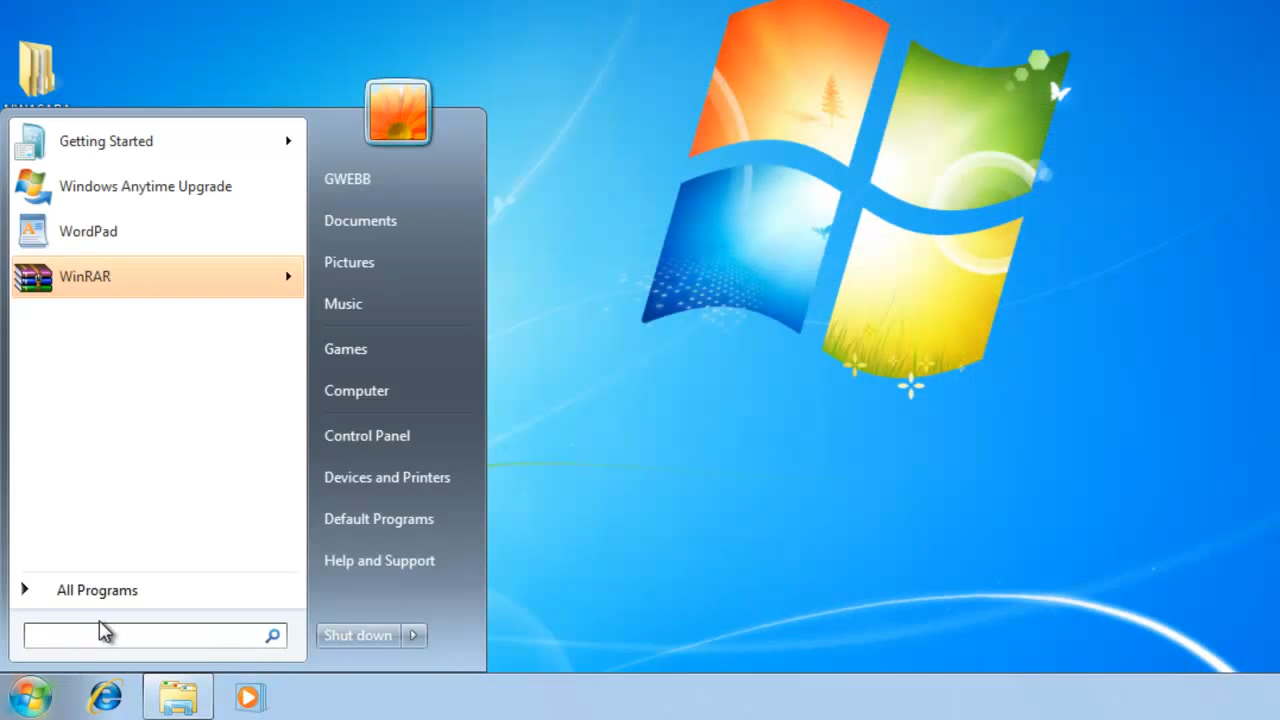 Getting Started
Windows Anytime Upgrade
WordPad
WinRAR
All Programs
GWEBB
Documents
Pictures
Music
Games
Computer
Control Panel
Devices and Printers
Default Programs
Help and Support
Shut down